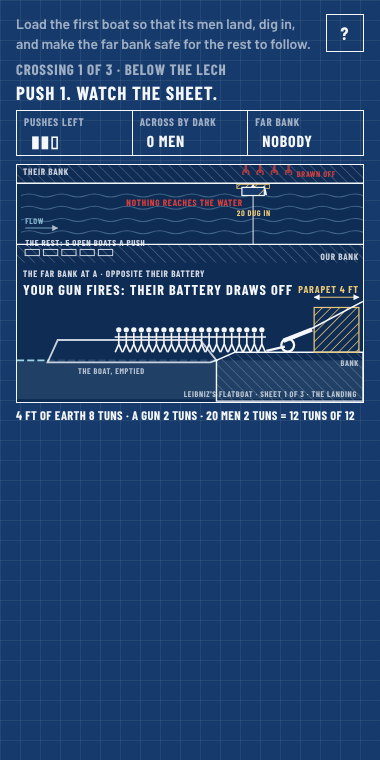 Load the first boat so that its men land, dig in,
and make the far bank safe for the rest to follow.
?
CROSSING 1 OF 3 · BELOW THE LECH
PUSH 1. WATCH THE SHEET.
PUSHES LEFT
ACROSS BY DARK
0 MEN
FAR BANK
NOBODY
THEIR BANK
DRAWN OFF
NOTHING REACHES THE WATER
20 DUG IN
FLOW
THE REST: 5 OPEN BOATS A PUSH
OUR BANK
THE FAR BANK AT A · OPPOSITE THEIR BATTERY
YOUR GUN FIRES: THEIR BATTERY DRAWS OFF
PARAPET 4 FT
BANK
THE BOAT, EMPTIED
LEIBNIZ'S FLATBOAT · SHEET 1 OF 3 · THE LANDING
4 FT OF EARTH 8 TUNS · A GUN 2 TUNS · 20 MEN 2 TUNS = 12 TUNS OF 12